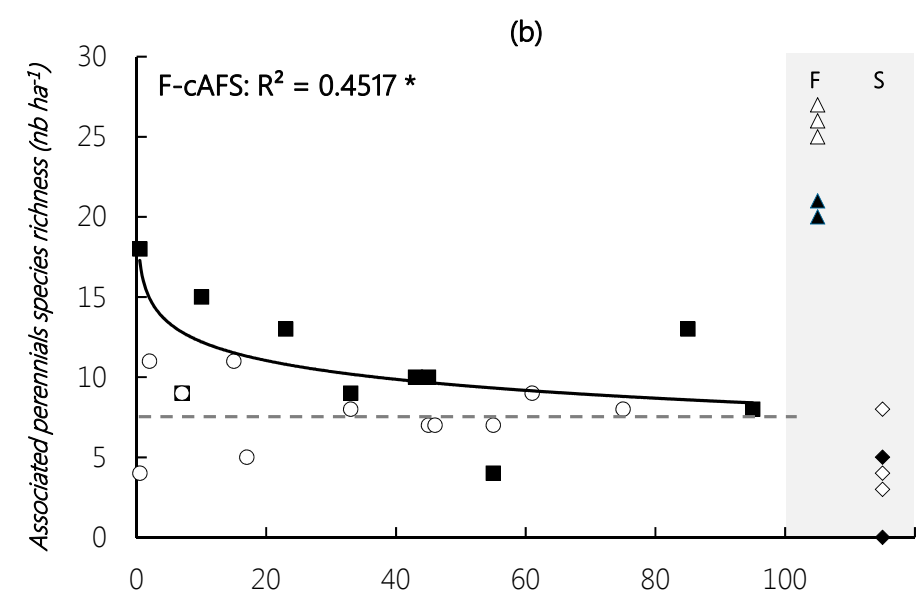 (b)
Associated perennials species richness (nb ha⁻¹)
F-cAFS: R² = 0.4517 *
F S
30
25
20
15
10
5
0
0 20 40 60 80 100